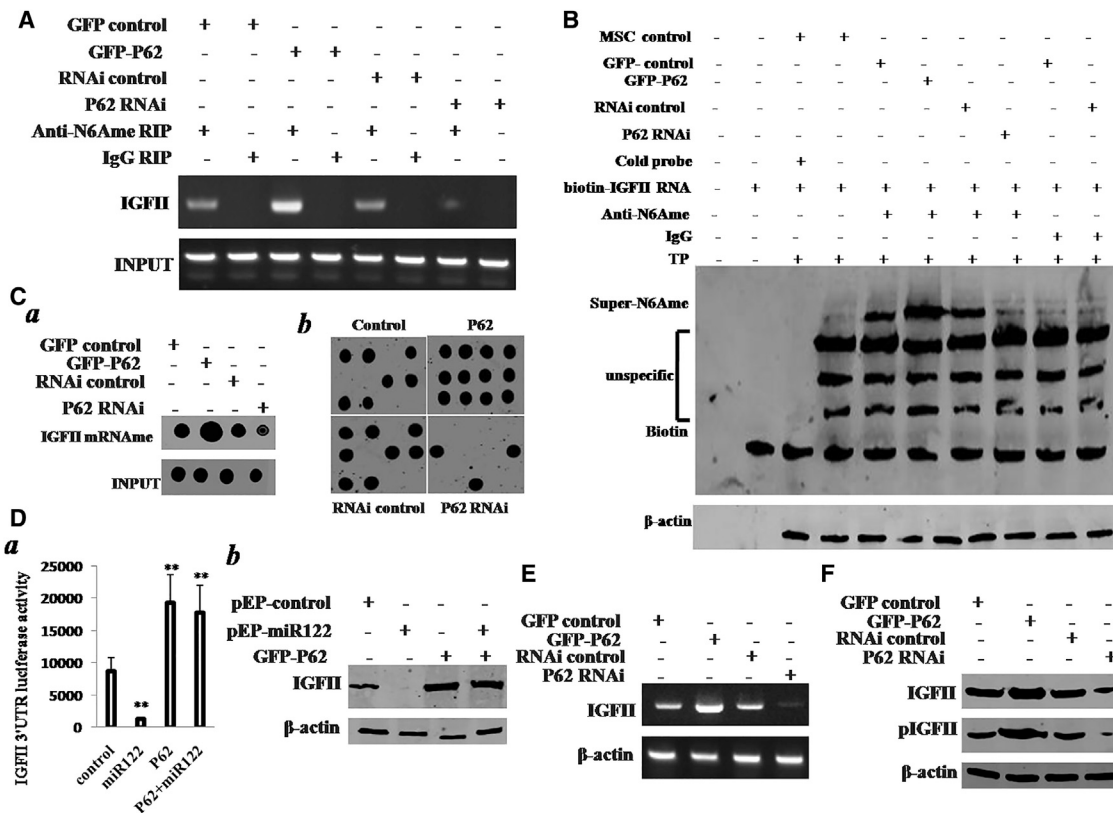 A
GFP control + + – – – – – –
GFP-P62 – – + + – – – –
RNAi control – – – – + + – –
P62 RNAi – – – – – – + +
Anti-N6Ame RIP + – + – + – + –
IgG RIP – + – + – + – +
IGFII
INPUT
B
MSC control – – + + – – – – – –
GFP- control – – – – + – – – + –
GFP-P62 – – – – – + – – – –
RNAi control – – – – – – + – – +
P62 RNAi – – – – – – – + – –
Cold probe – – + – – – – – – –
biotin-IGFII RNA – + + + + + + + + +
Anti-N6Ame – – – – + + + + – –
IgG – – – – – – – – + +
TP – – + + + + + + + +
Super-N6Ame
unspecific
Biotin
β-actin
C
a
GFP control + – – –
GFP-P62 – + – –
RNAi control – – + –
P62 RNAi – – – +
IGFII mRNAme
INPUT
b
Control P62
RNAi control P62 RNAi
D
a
IGFII 3'UTR luciferase activity
25000
20000
15000
10000
5000
0
** ** **
control miR122 P62 P62+miR122
b
pEP-control + – – –
pEP-miR122 – + – +
GFP-P62 – – + +
IGFII
β-actin
E
GFP control + – – –
GFP-P62 – + – –
RNAi control – – + –
P62 RNAi – – – +
IGFII
β-actin
F
GFP control + – – –
GFP-P62 – + – –
RNAi control – – + –
P62 RNAi – – – +
IGFII
pIGFII
β-actin